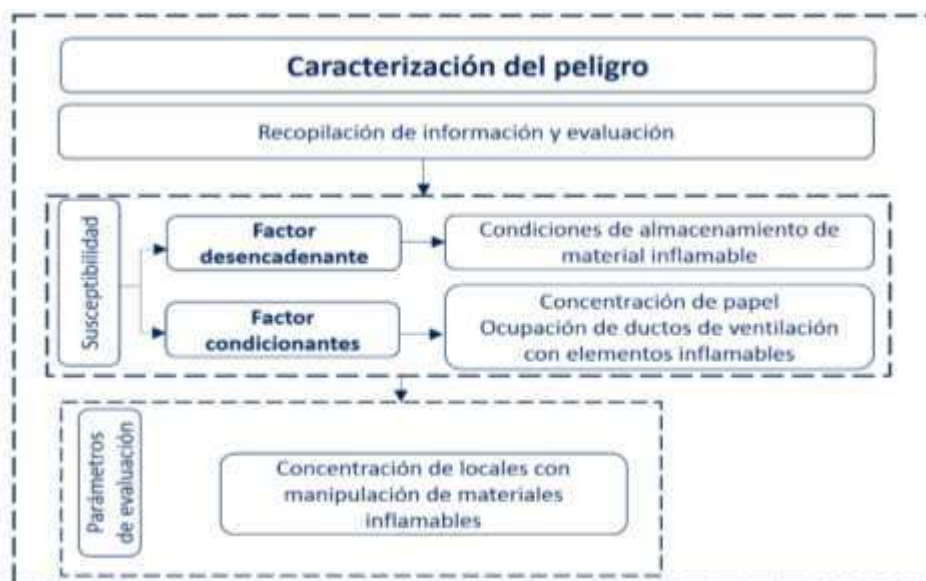 Caracterización del peligro
Recopilación de información y evaluación
Susceptibilidad
Factor
desencadenante
Condiciones de almacenamiento de
material inflamable
Factor
condicionantes
Concentración de papel
Ocupación de ductos de ventilación
con elementos inflamables
Parámetros
de evaluación
Concentración de locales con
manipulación de materiales
inflamables